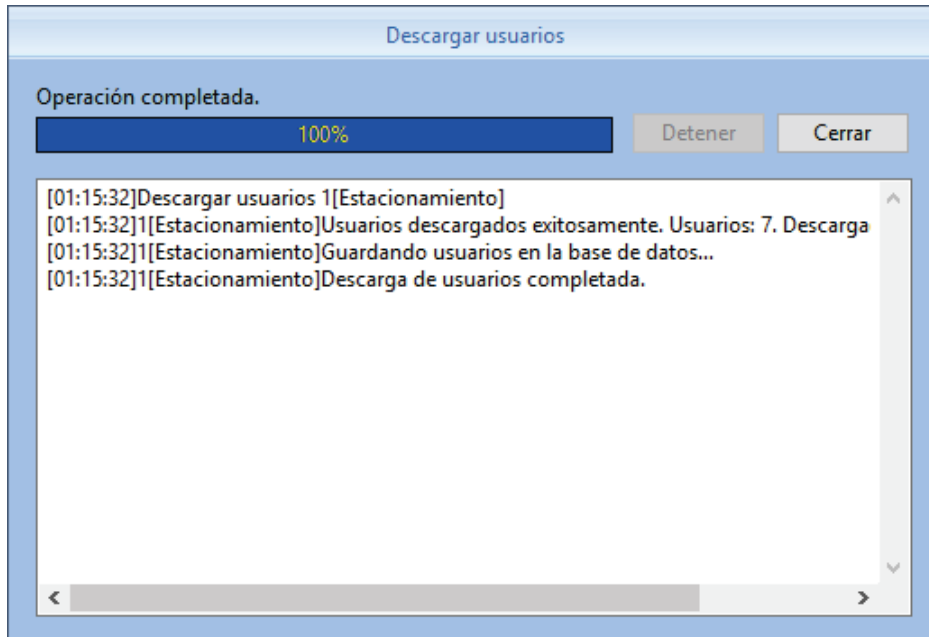 Descargar usuarios
Operación completada.
100%
Detener
Cerrar
[01:15:32]Descargar usuarios 1[Estacionamiento]
[01:15:32]1[Estacionamiento]Usuarios descargados exitosamente. Usuarios: 7. Descarga
[01:15:32]1[Estacionamiento]Guardando usuarios en la base de datos...
[01:15:32]1[Estacionamiento]Descarga de usuarios completada.